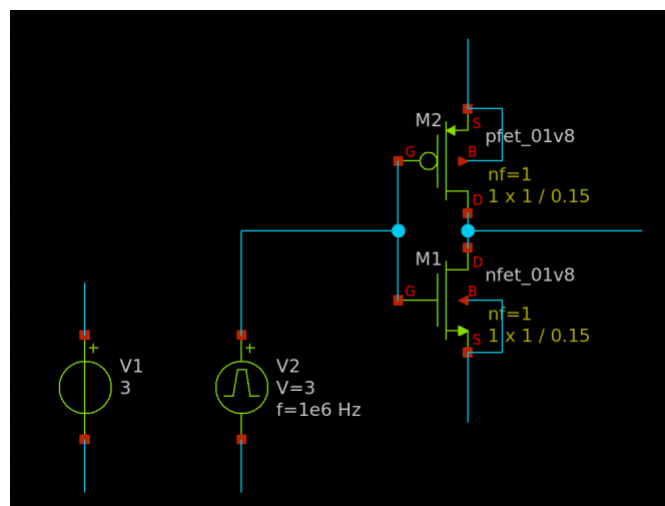 M2
S
pfet_01v8
G
B
nf=1
D
1 x 1 / 0.15
M1
D
nfet_01v8
G
B
nf=1
S
1 x 1 / 0.15
+
V1
3
+
V2
V=3
f=1e6 Hz